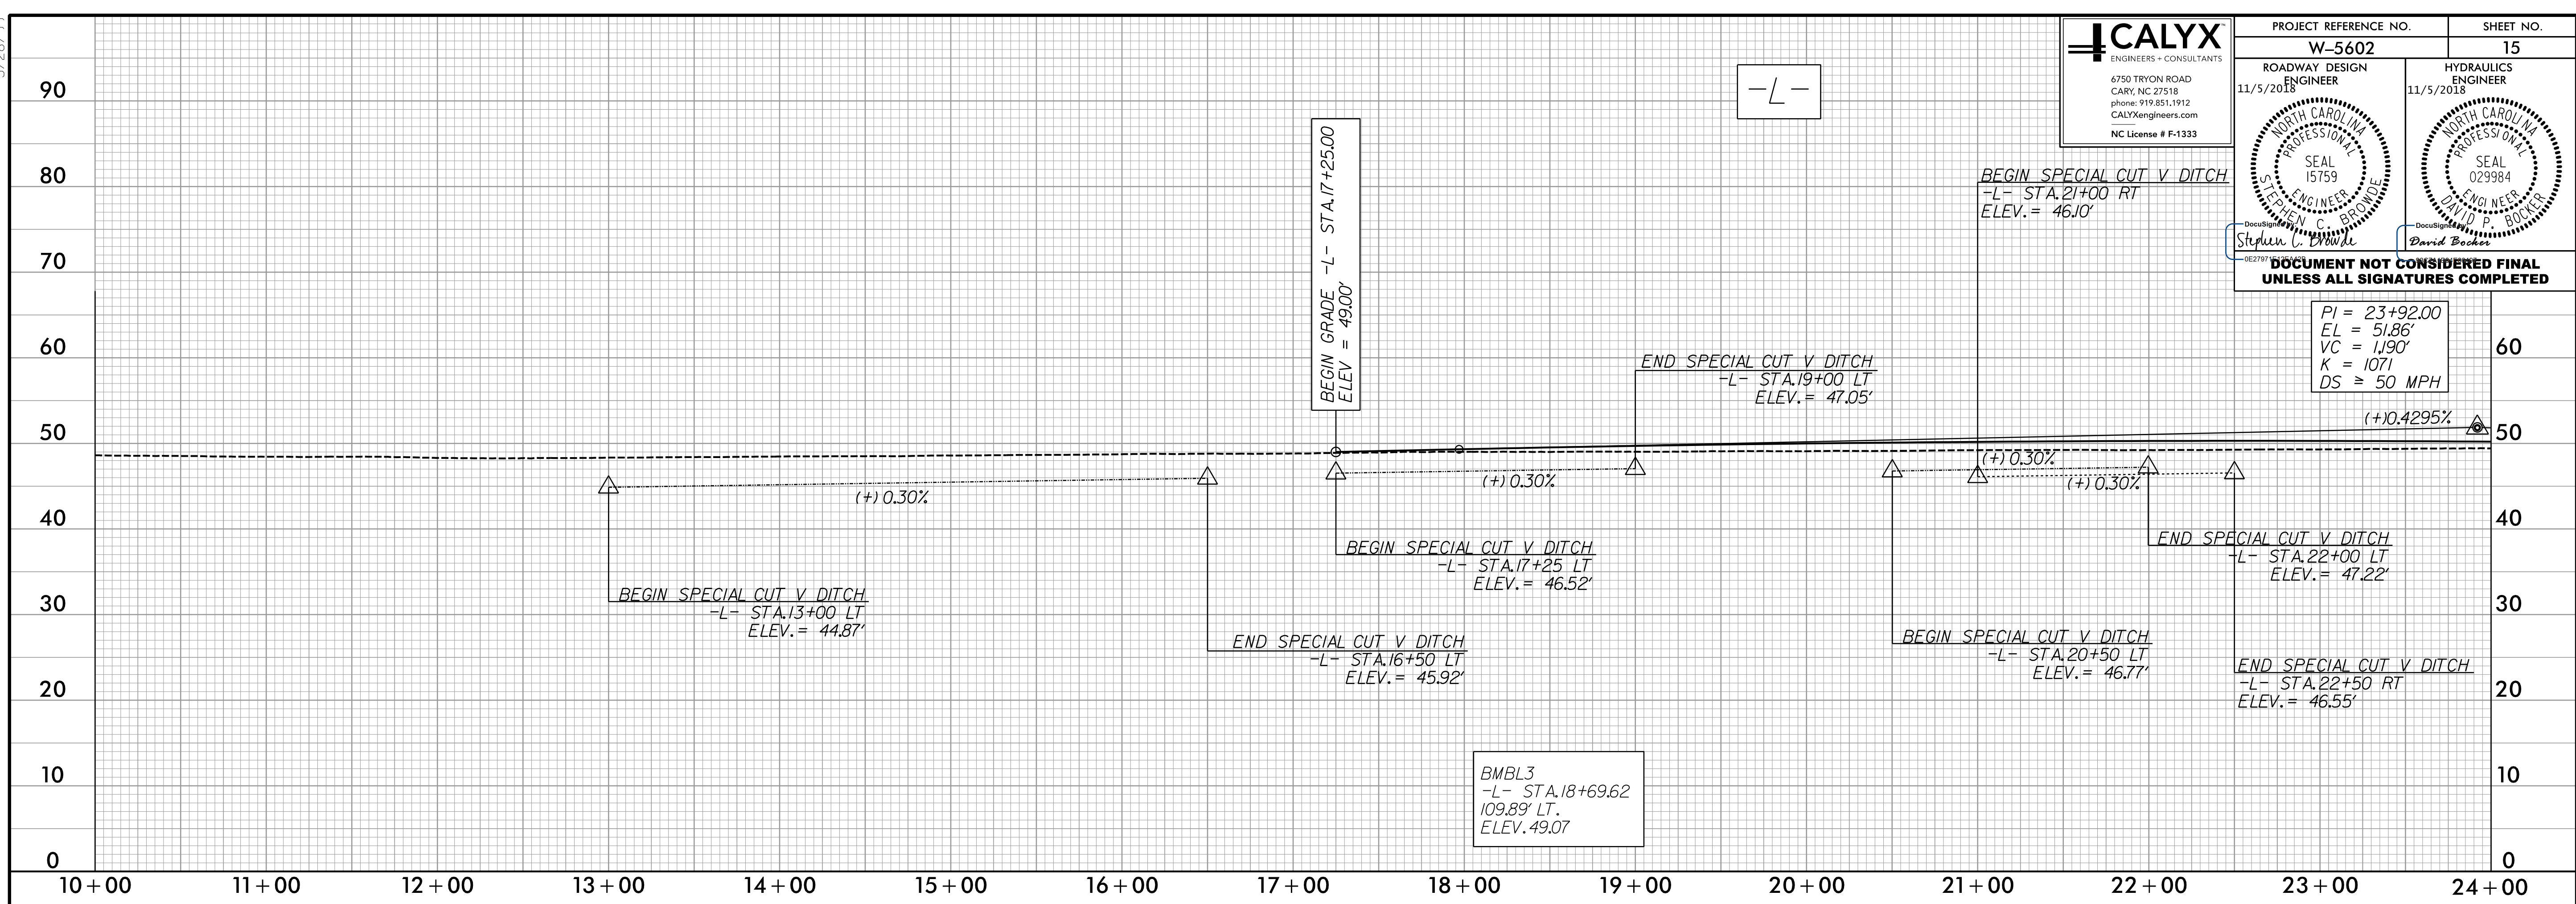 CALYX
ENGINEERS + CONSULTANTS
6750 TRYON ROAD
CARY, NC 27518
phone: 919.851.1912
CALYXengineers.com
NC License # F-1333
PROJECT REFERENCE NO.
SHEET NO.
W–5602
15
ROADWAY DESIGN
ENGINEER
HYDRAULICS
ENGINEER
11/5/2018
11/5/2018
NORTH CAROLINA
PROFESSIONAL
SEAL
15759
ENGINEER
STEPHEN C. BROWDE
NORTH CAROLINA
PROFESSIONAL
SEAL
029984
ENGINEER
DAVID P. BOCKER
Stephen C. Browde
David Bocker
DOCUMENT NOT CONSIDERED FINAL
UNLESS ALL SIGNATURES COMPLETED
-L-
BEGIN GRADE -L- STA.17+25.00
ELEV = 49.00'
BEGIN SPECIAL CUT V DITCH
-L- STA.21+00 RT
ELEV.= 46.10'
PI = 23+92.00
EL = 51.86'
VC = 1,190'
K = 1071
DS ≥ 50 MPH
END SPECIAL CUT V DITCH
-L- STA.19+00 LT
ELEV.= 47.05'
(+)0.4295%
(+)0.30%
(+)0.30%
(+)0.30%
(+)0.30%
BEGIN SPECIAL CUT V DITCH
-L- STA.13+00 LT
ELEV.= 44.87'
END SPECIAL CUT V DITCH
-L- STA.16+50 LT
ELEV.= 45.92'
BEGIN SPECIAL CUT V DITCH
-L- STA.17+25 LT
ELEV.= 46.52'
BEGIN SPECIAL CUT V DITCH
-L- STA.20+50 LT
ELEV.= 46.77'
END SPECIAL CUT V DITCH
-L- STA.22+00 LT
ELEV.= 47.22'
END SPECIAL CUT V DITCH
-L- STA.22+50 RT
ELEV.= 46.55'
BMBL3
-L- STA.18+69.62
109.89' LT.
ELEV.49.07
90
80
70
60
50
40
30
20
10
0
60
50
40
30
20
10
0
10+00
11+00
12+00
13+00
14+00
15+00
16+00
17+00
18+00
19+00
20+00
21+00
22+00
23+00
24+00